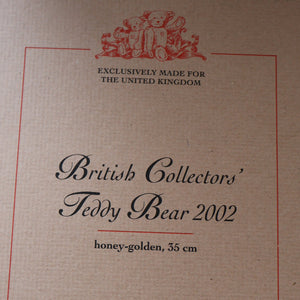 EXCLUSIVELY MADE FOR
THE UNITED KINGDOM
British Collectors'
Teddy Bear 2002
honey-golden, 35 cm